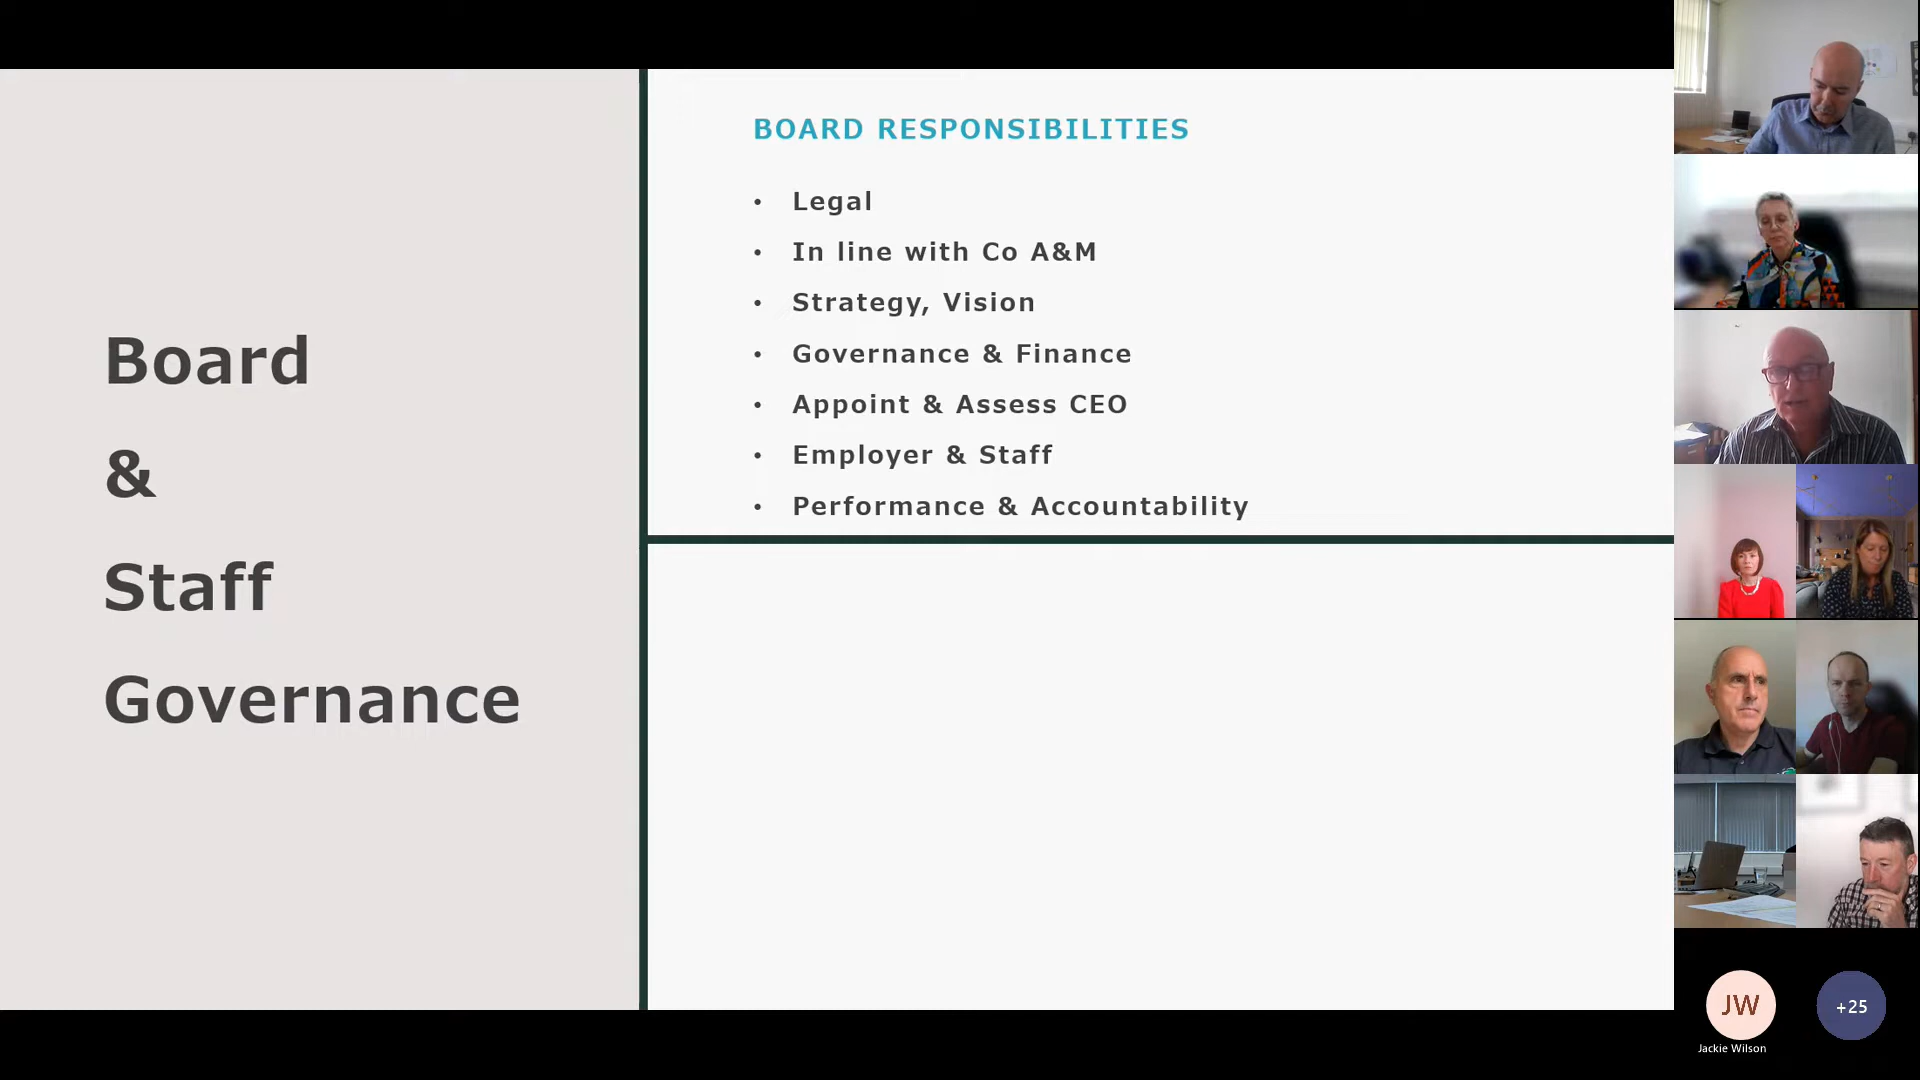 Board
&
Staff
Governance
BOARD RESPONSIBILITIES
• Legal
• In line with Co A&M
• Strategy, Vision
• Governance & Finance
• Appoint & Assess CEO
• Employer & Staff
• Performance & Accountability
JW
+25
Jackie Wilson